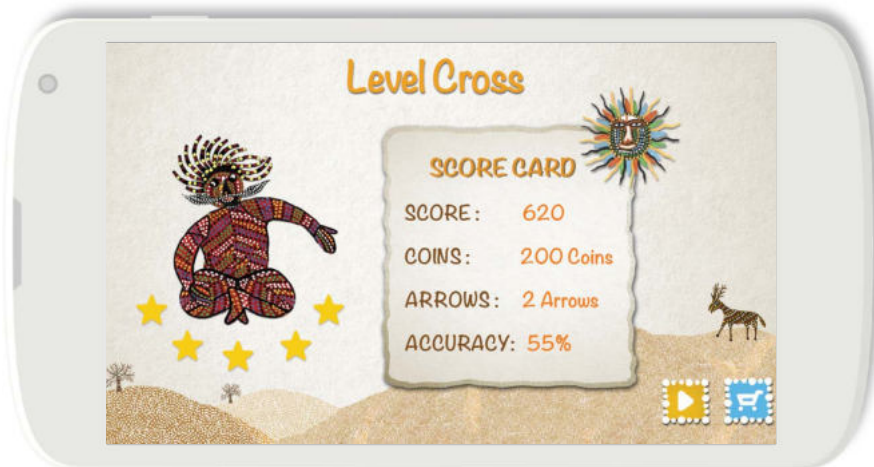 Level Cross
SCORE CARD
SCORE: 620
COINS: 200 Coins
ARROWS: 2 Arrows
ACCURACY: 55%